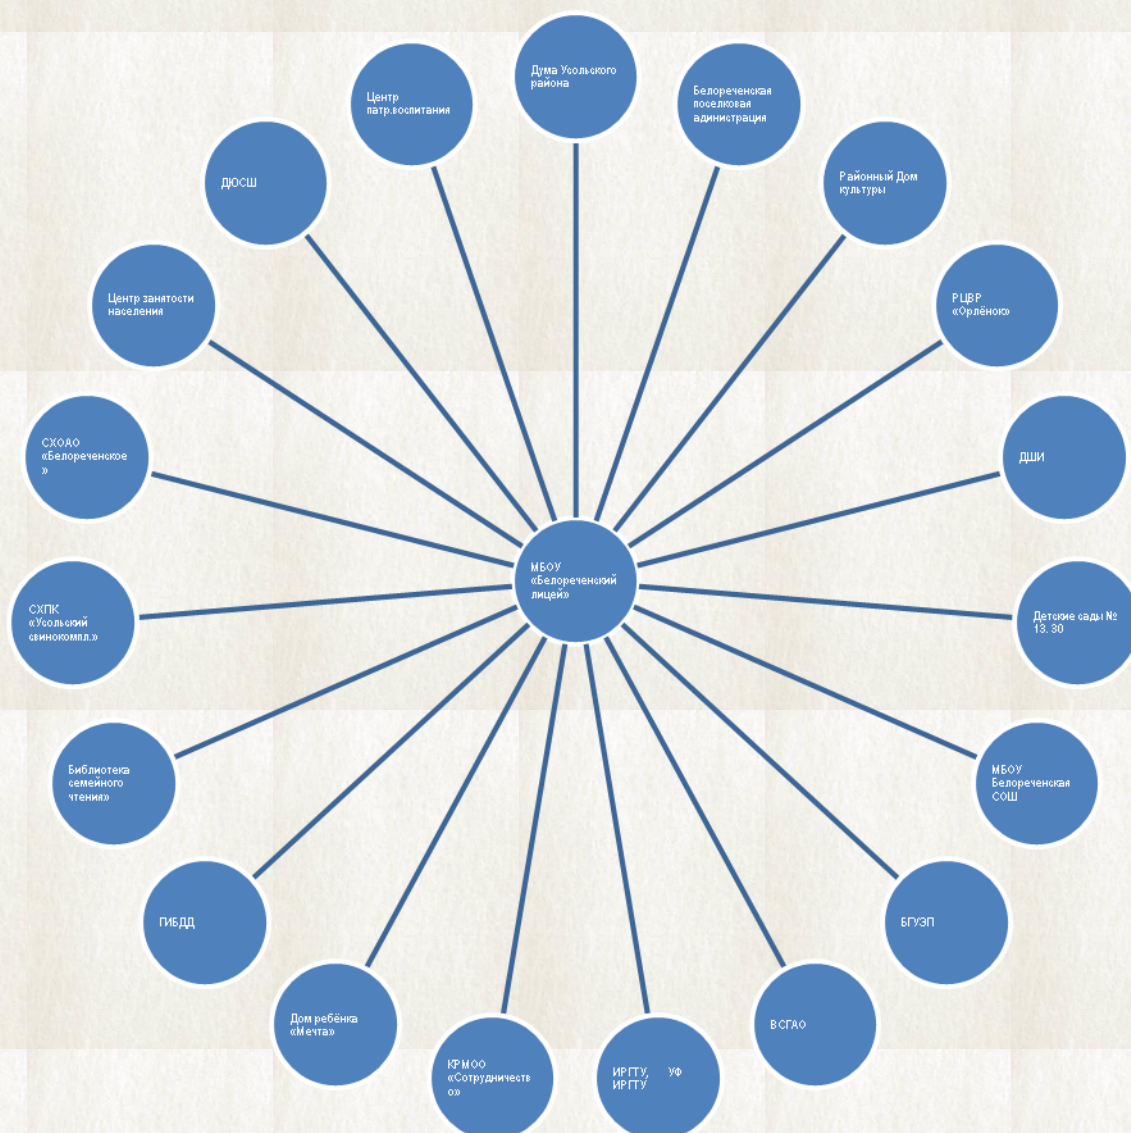 Дума Усольского
района
Белореченская
поселковая
админстрация
Районный Дом
культуры
РЦВР
«Орлёнок»
ДШИ
Детские сады №
13. 30
МБОУ
Белореченская
СОШ
БГУЭП
ВСГАО
ИРГТУ, УФ
ИРГТУ
КРМОО
«Сотрудничеств
о»
Дом ребёнка
«Мечта»
ГИБДД
Библиотека
семейного
чтения»
СХПК
«Усольский
свинокомпл.»
СХОАО
«Белореченское
»
Центр занятости
населения
ДЮСШ
Центр
патр.воспитания
МБОУ
«Белореченский
лицей»